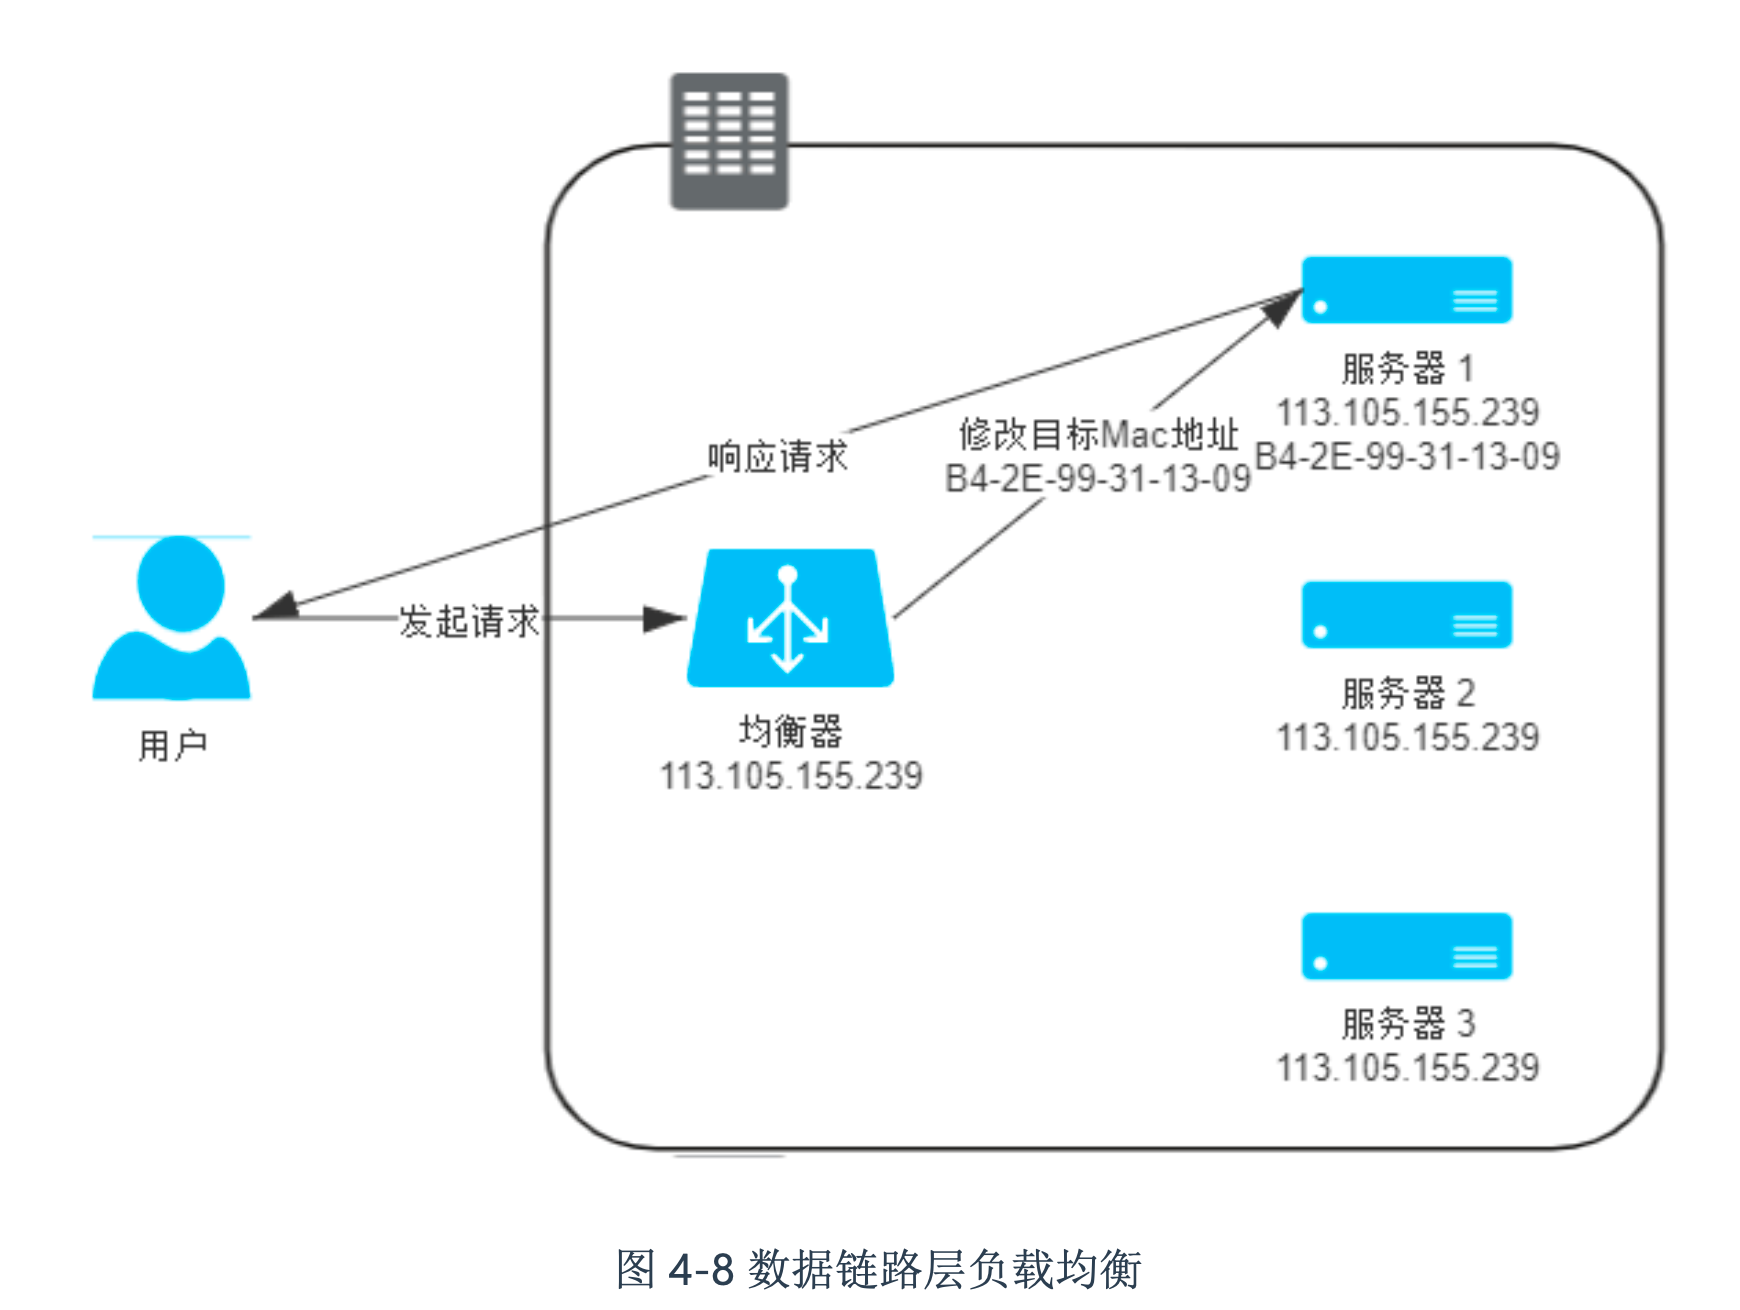 服务器 1
113.105.155.239
B4-2E-99-31-13-09
修改目标Mac地址
B4-2E-99-31-13-09
响应请求
发起请求
用户
均衡器
113.105.155.239
服务器 2
113.105.155.239
服务器 3
113.105.155.239
图 4-8 数据链路层负载均衡